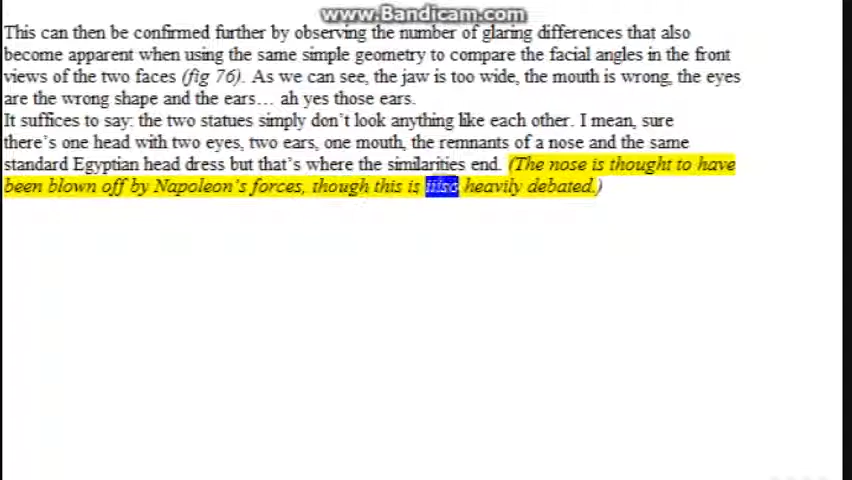 www.Bandicam.com
This can then be confirmed further by observing the number of glaring differences that also
become apparent when using the same simple geometry to compare the facial angles in the front
views of the two faces (fig 76). As we can see, the jaw is too wide, the mouth is wrong, the eyes
are the wrong shape and the ears… ah yes those ears.
It suffices to say: the two statues simply don't look anything like each other. I mean, sure
there's one head with two eyes, two ears, one mouth, the remnants of a nose and the same
standard Egyptian head dress but that's where the similarities end. (The nose is thought to have
been blown off by Napoleon's forces, though this is heavily debated.)